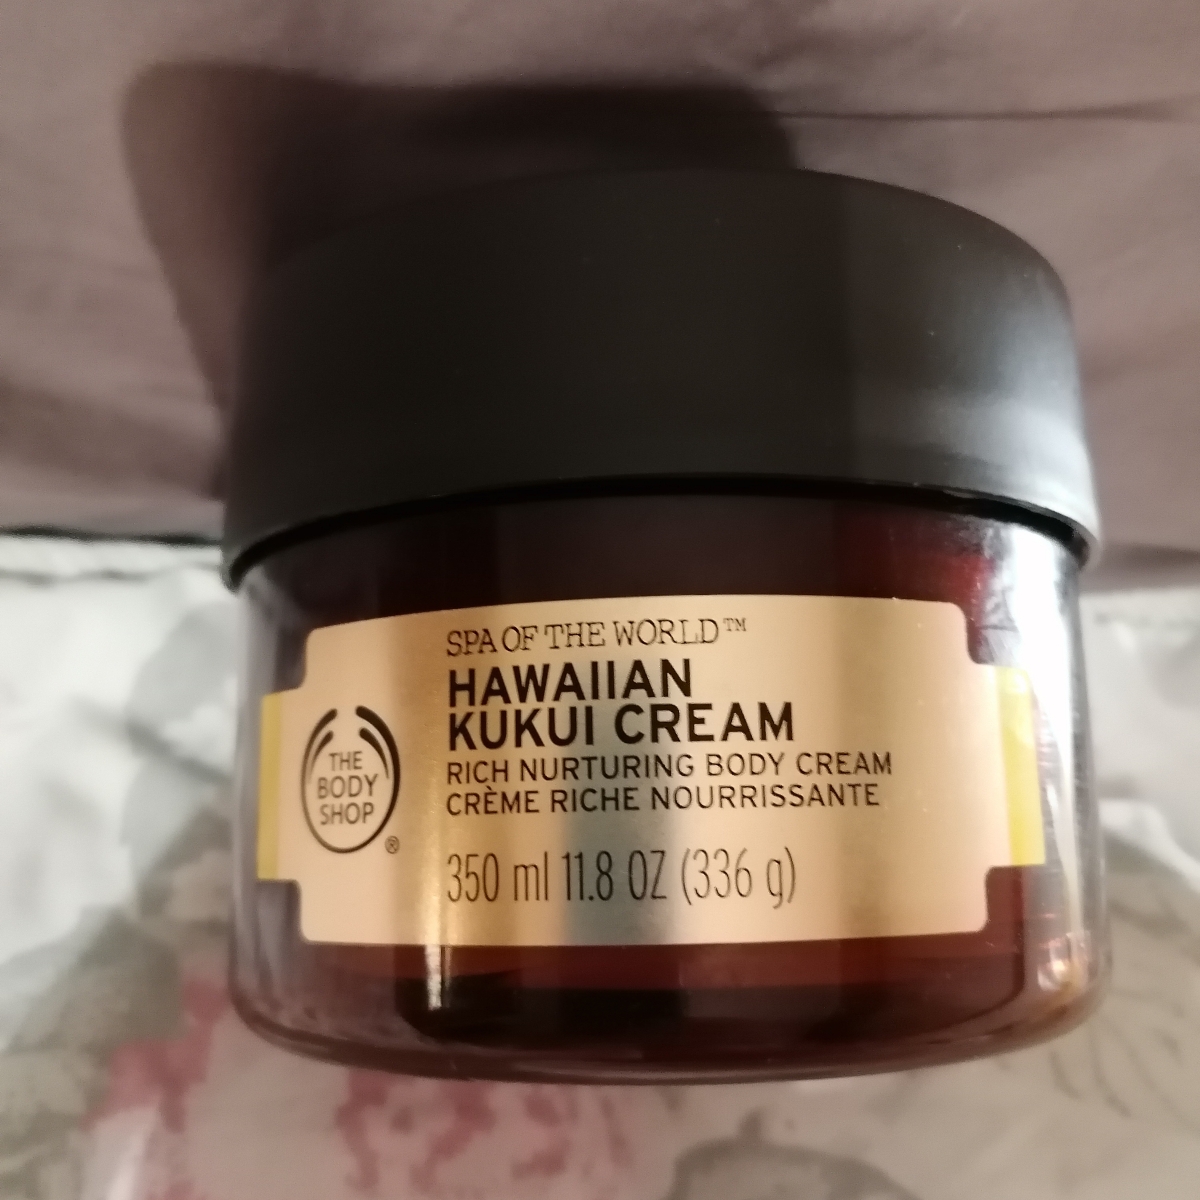 SPA OF THE WORLD™
HAWAIIAN
KUKUI CREAM
RICH NURTURING BODY CREAM
CRÈME RICHE NOURRISSANTE
350 ml 11.8 OZ (336 g)
THE
BODY
SHOP
®